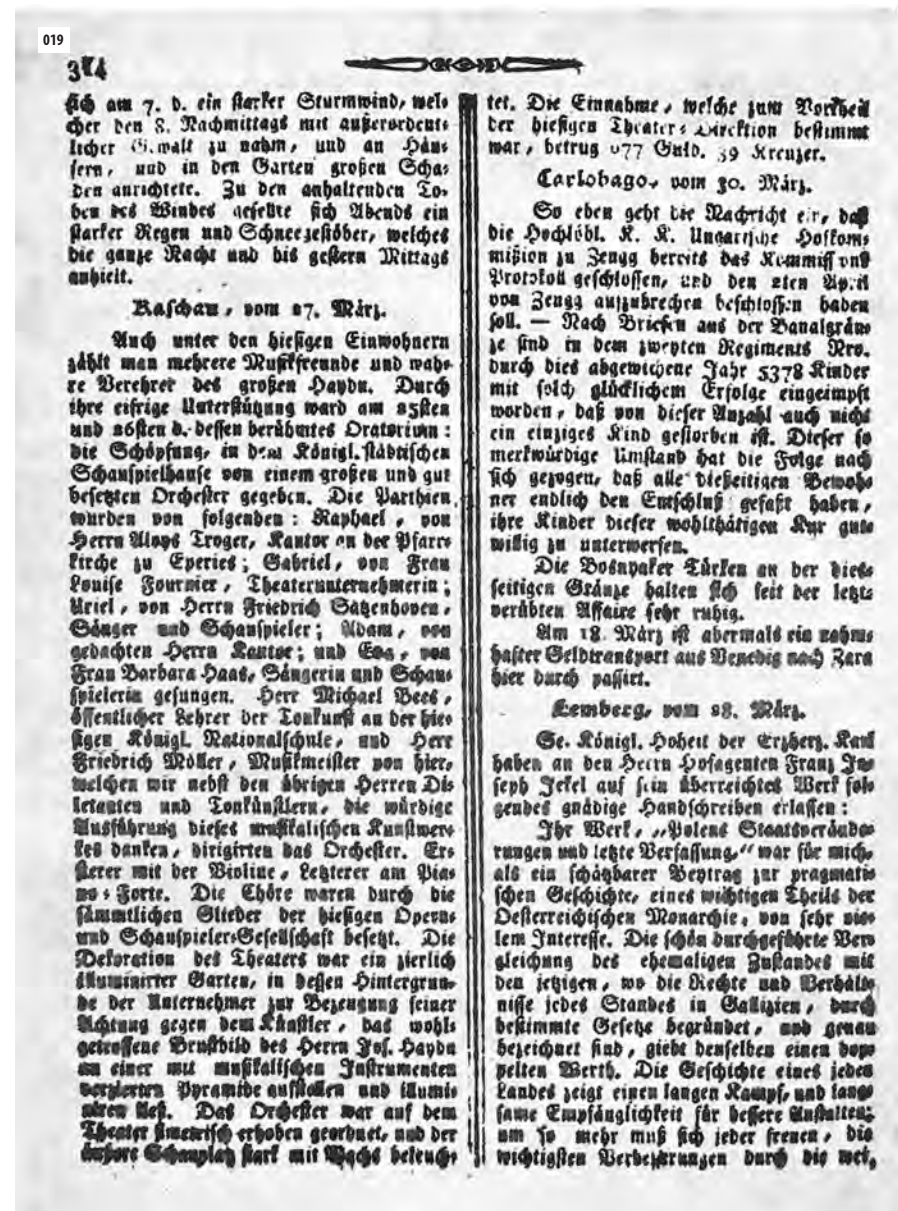 019
374
sich am 7. d. ein starker Sturmwind, wel-
cher den 8. Nachmittags mit außerordent-
licher G.walt zu nahm, und an Häu-
sern, und in den Garten großen Scha-
den anrichtete. Zu den anhaltenden To-
ben des Windes gesellte sich Abends ein
starker Regen und Schneegestöber, welches
die ganze Nacht und bis gestern Mittags
anhielt.
Kaschau, vom 27. März.
Auch unter den hiesigen Einwohnern
zählt man mehrere Musikfreunde und wah-
re Verehrer des großen Haydn. Durch
ihre eifrige Unterstützung ward am 25sten
und 26sten d. dessen berühmtes Oratorium:
die Schöpfung, in dem Königl. städtischen
Schauspielhause von einem großen und gut
besetzten Orchester gegeben. Die Parthien
wurden von folgenden: Raphael, von
Herrn Aloys Troger, Kantor an der Pfarr-
kirche zu Eperies; Gabriel, von Frau
Louise Fournier, Theaterunternehmerin;
Uriel, von Herrn Friedrich Satzenhoven,
Sänger und Schauspieler; Adam, von
gedachten Herrn Kantor; und Eva, von
Frau Barbara Haas, Sängerin und Schau-
spielerin gesungen. Herr Michael Bees,
öffentlicher Lehrer der Tonkunst an der hie-
sigen Königl. Nationalschule, und Herr
Friedrich Möller, Musikmeister von hier,
welchen wir nebst den übrigen Herren Di-
letanten und Tonkünstlern, die würdige
Ausführung dieses musikalischen Kunstwer-
kes danken, dirigirten das Orchester. Er-
sterer mit der Violine, Letzterer am Pia-
no-Forte. Die Chöre waren durch die
sämmtlichen Glieder der hiesigen Opern-
und Schauspieler-Gesellschaft besetzt. Die
Dekoration des Theaters war ein zierlich
illuminirter Garten, in dessen Hintergrun-
de der Unternehmer zur Bezeugung seiner
Achtung gegen dem Künstler, das wohl-
getroffene Brustbild des Herrn Jos. Haydn
an einer mit musikalischen Instrumenten
verzierten Pyramide aufstellen und illumi-
niren ließ. Das Orchester war auf dem
Theater simetrisch erhoben geordnet, und der
äußere Schauplatz stark mit Wachs beleuch-
tet. Die Einnahme, welche zum Vortheil
der hiesigen Theater-Direktion bestimmt
war, betrug 77 Guld. 39 Kreuzer.
Carlobago, vom 30. März.
So eben geht die Nachricht ein, daß
die Hochlöbl. K. K. Ungarische Hofkom-
mißion zu Zengg bereits das Kommiss
Protokoll geschlossen, und den 2ten April
von Zengg auszubrechen beschlossen haben
soll. — Nach Briefen aus der Banalgrän-
ze sind in dem zweyten Regiments Nro.
durch dies abgewichene Jahr 5378 Kinder
mit solch glücklichem Erfolge eingeimpft
worden, daß von dieser Anzahl auch nicht
ein einziges Kind gestorben ist. Dieser so
merkwürdige Umstand hat die Folge nach
sich gezogen, daß alle dießeitigen Bewoh-
ner endlich den Entschluß gefaßt haben,
ihre Kinder dieser wohlthätigen Kur gut-
willig zu unterwerfen.
Die Bosnyaker Türken an der dies-
seitigen Gränze halten sich seit der letzt-
verübten Affaire sehr ruhig.
Am 18. März ist abermals ein nahm-
hafter Geldtransport aus Venedig nach Zara
hier durch passirt.
Lemberg, vom 28. März.
Se. Königl. Hoheit der Erzherz. Karl
haben an den Herrn Hofagenten Franz Jo-
seph Jekel auf sein überreichtes Werk fol-
gendes gnädige Handschreiben erlassen:
Ihr Werk, „Polens Staatsverände-
rungen und letzte Verfassung,“ war für mich,
als ein schätzbarer Beytrag zur pragmati-
schen Geschichte, eines wichtigen Theils der
Oesterreichischen Monarchie, von sehr vie-
lem Interesse. Die schön durchgeführte Ver-
gleichung des ehemaligen Zustandes mit
den jetzigen, wo die Rechte und Verhält-
nisse jedes Standes in Gallizien, durch
bestimmte Gesetze begründet, und genau
bezeichnet sind, giebt denselben einen dop-
pelten Werth. Die Geschichte eines jeden
Landes zeigt einen langen Kampf, und lang-
same Empfänglichkeit für bessere Anstalten;
um so mehr muß sich jeder freuen, die
wichtigsten Verbesserungen durch die wei-